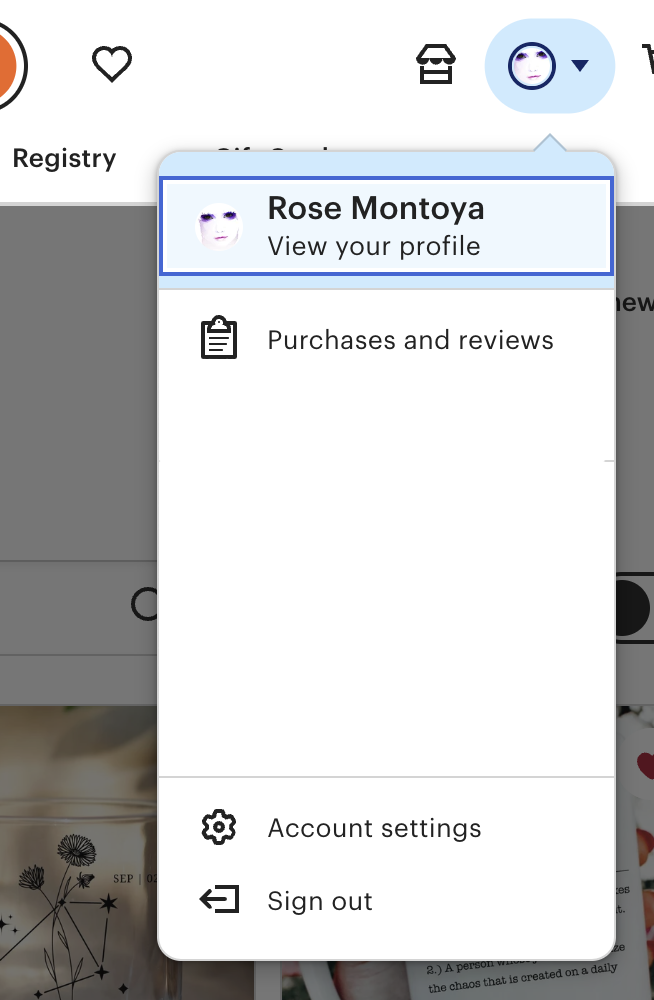 Registry
Rose Montoya
View your profile
Purchases and reviews
Account settings
Sign out
SEP
2.) A person
the chaos that is created on a daily